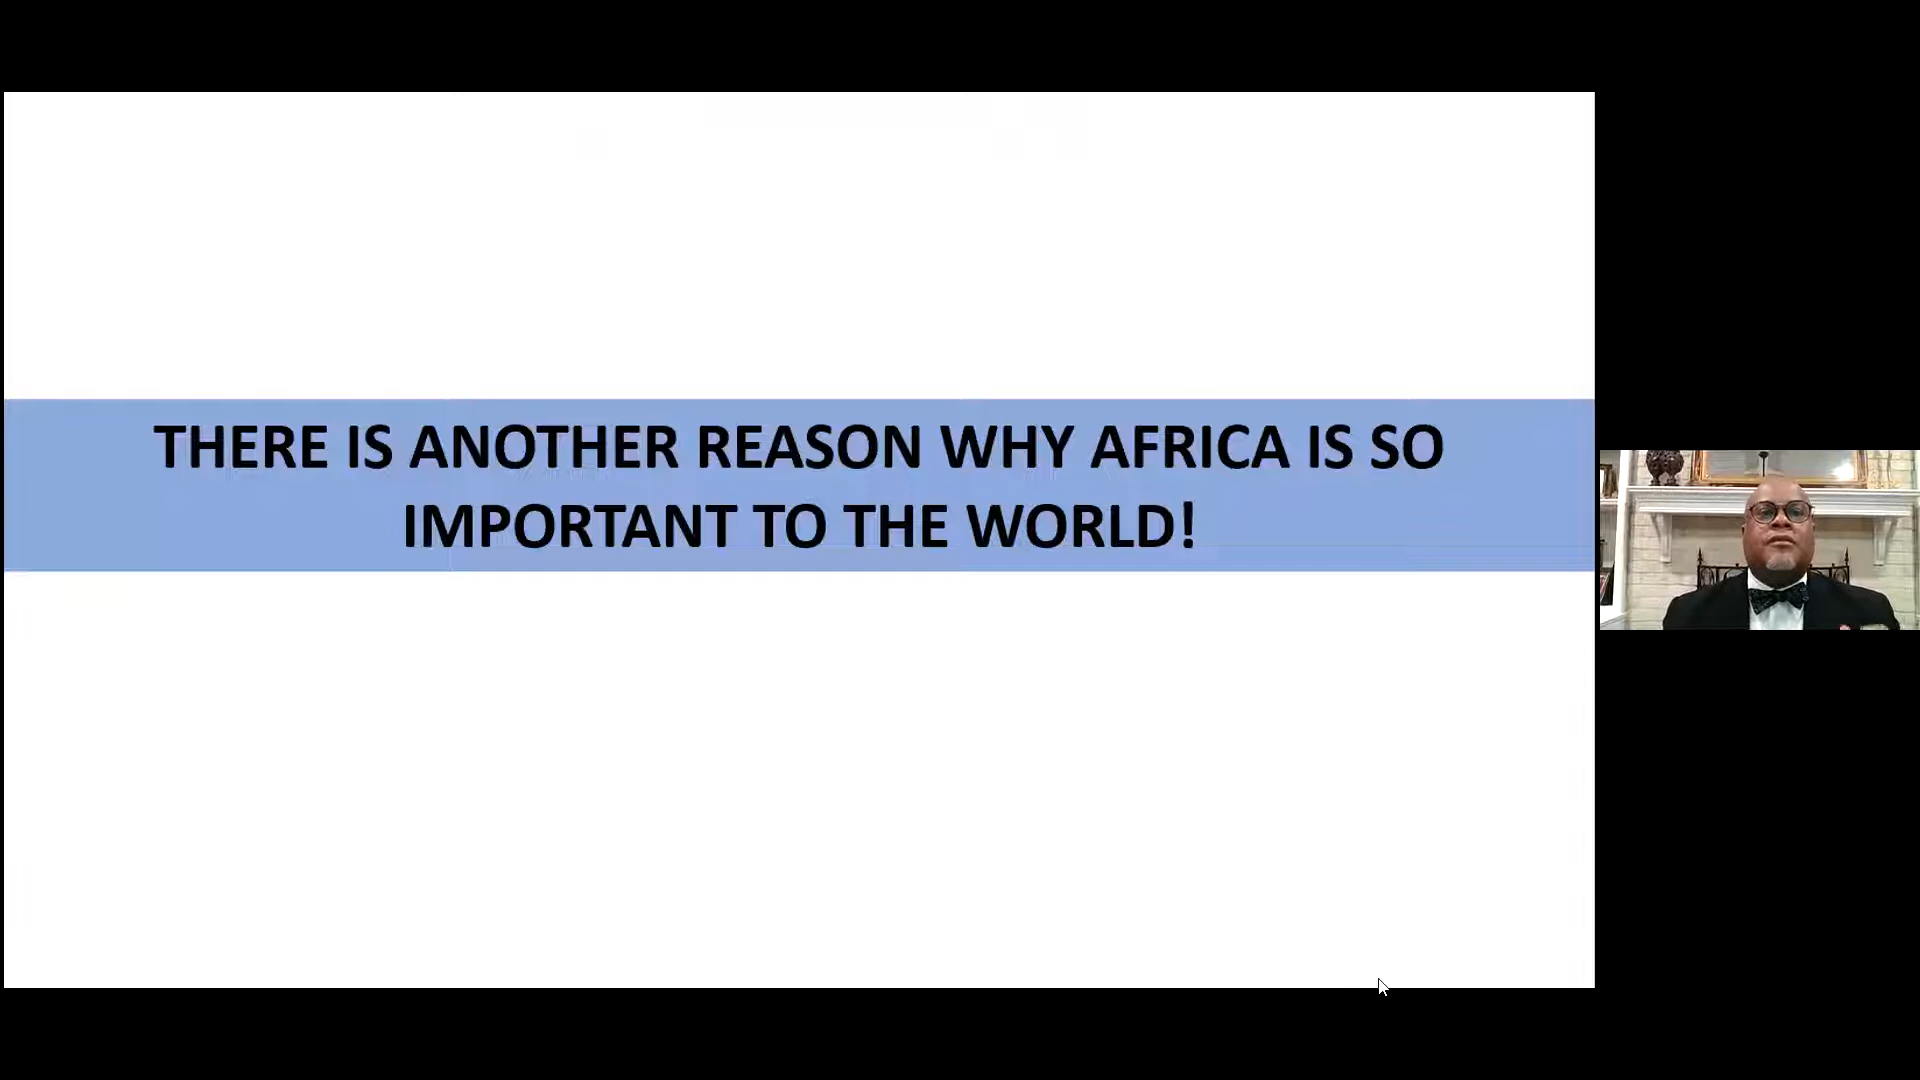 THERE IS ANOTHER REASON WHY AFRICA IS SO
IMPORTANT TO THE WORLD!